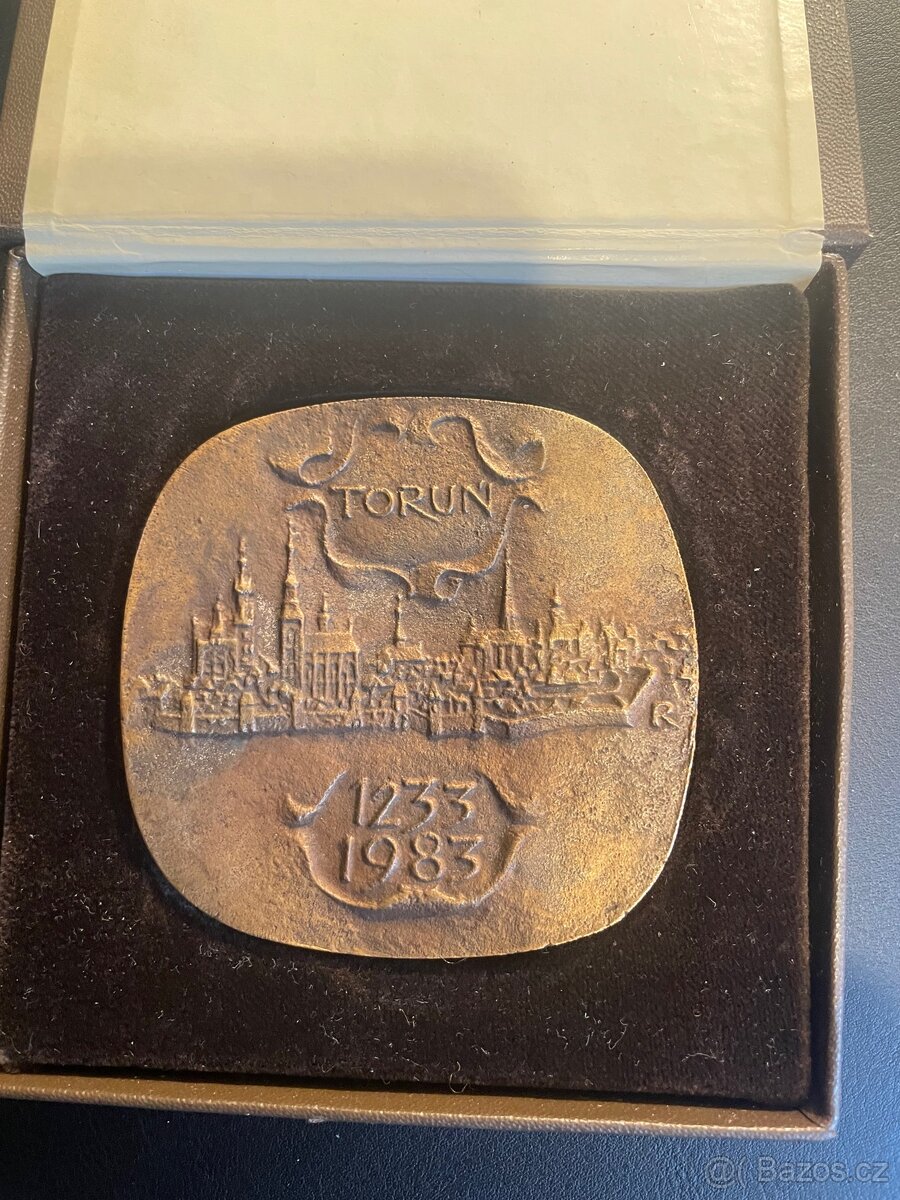 TORUŃ
R
1233
1983
@( Bazos.cz